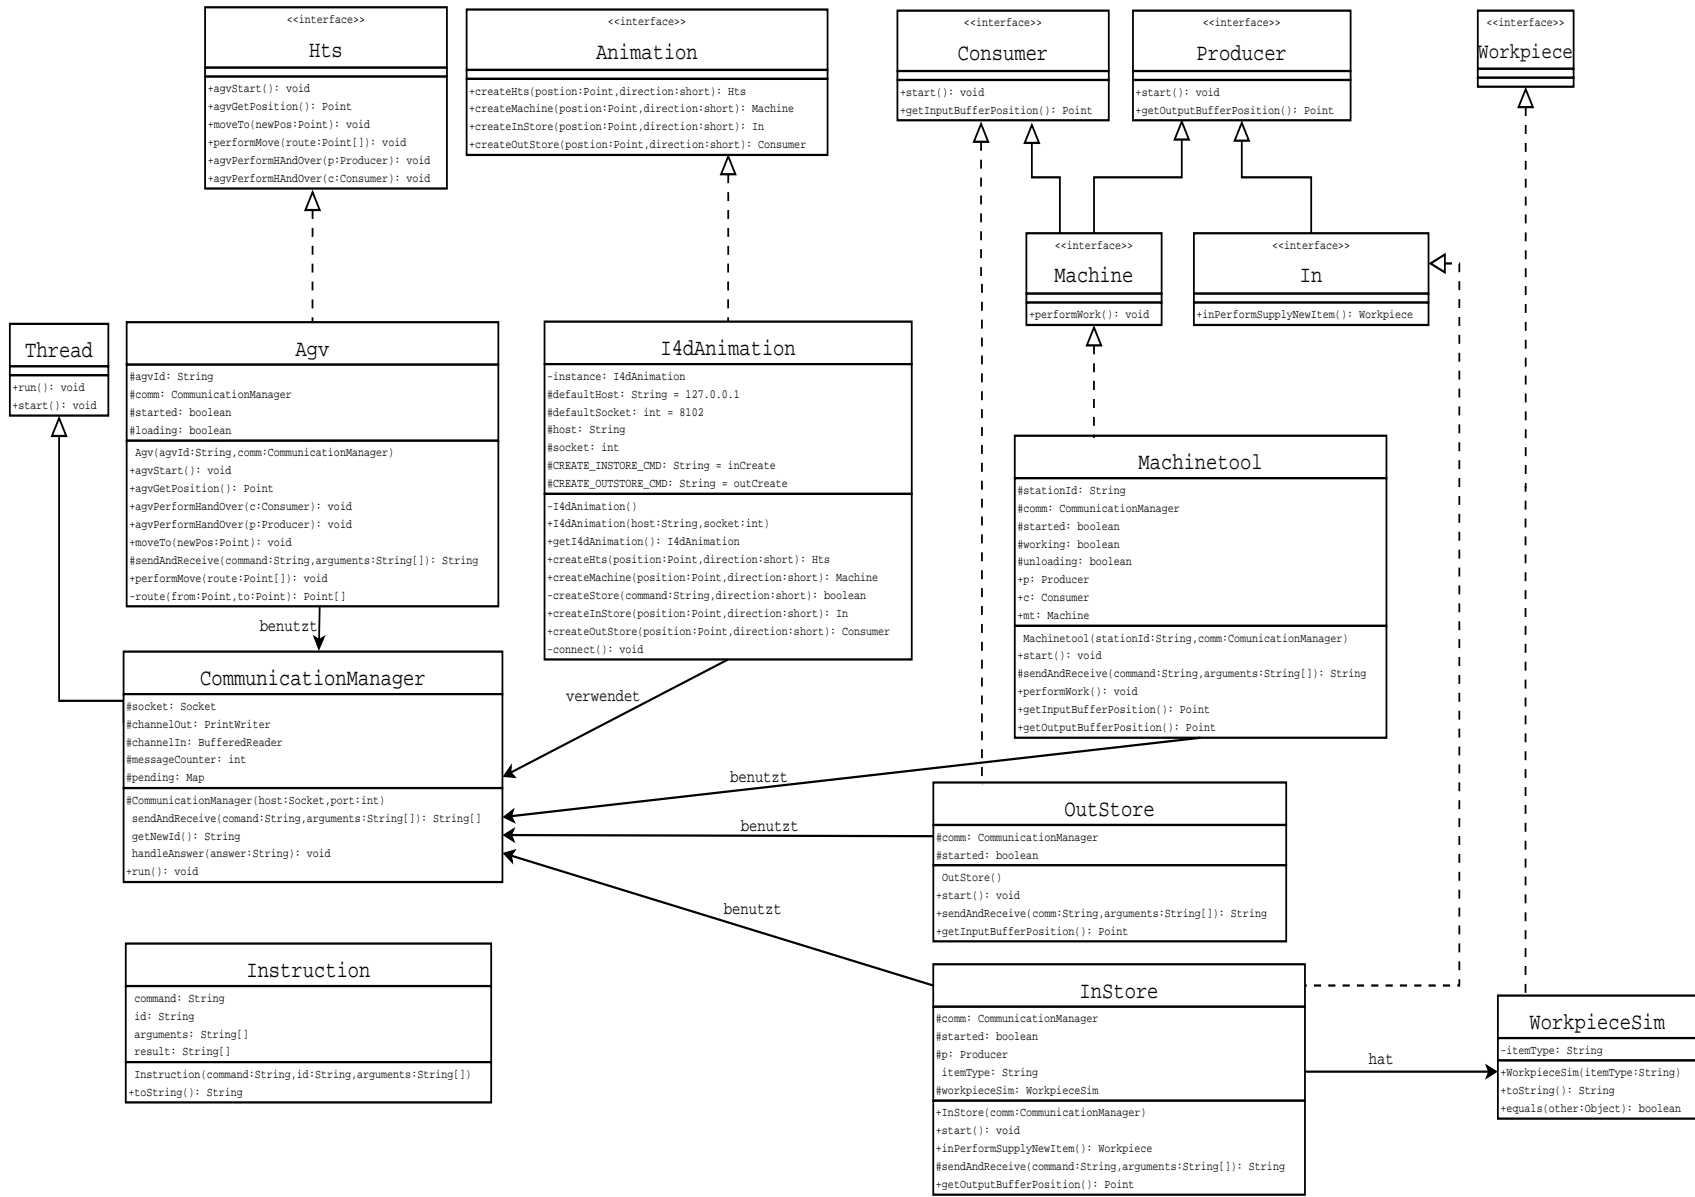 <<interface>>
Hts
+agvStart(): void
+agvGetPosition(): Point
+moveTo(newPos:Point): void
+performMove(route:Point[]): void
+agvPerformHAndOver(p:Producer): void
+agvPerformHAndOver(c:Consumer): void
<<interface>>
Animation
+createHts(postion:Point,direction:short): Hts
+createMachine(postion:Point,direction:short): Machine
+createInStore(postion:Point,direction:short): In
+createOutStore(postion:Point,direction:short): Consumer
<<interface>>
Consumer
+start(): void
+getInputBufferPosition(): Point
<<interface>>
Producer
+start(): void
+getOutputBufferPosition(): Point
<<interface>>
Workpiece
<<interface>>
Machine
+performWork(): void
<<interface>>
In
+inPerformSupplyNewItem(): Workpiece
Thread
+run(): void
+start(): void
Agv
#agvId: String
#comm: CommunicationManager
#started: boolean
#loading: boolean
Agv(agvId:String,comm:CommunicationManager)
+agvStart(): void
+agvGetPosition(): Point
+agvPerformHandOver(c:Consumer): void
+agvPerformHandOver(p:Producer): void
+moveTo(newPos:Point): void
#sendAndReceive(command:String,arguments:String[]): String
+performMove(route:Point[]): void
-route(from:Point,to:Point): Point[]
I4dAnimation
-instance: I4dAnimation
#defaultHost: String = 127.0.0.1
#defaultSocket: int = 8102
#host: String
#socket: int
#CREATE_INSTORE_CMD: String = inCreate
#CREATE_OUTSTORE_CMD: String = outCreate
-I4dAnimation()
+I4dAnimation(host:String,socket:int)
+getI4dAnimation(): I4dAnimation
+createHts(position:Point,direction:short): Hts
+createMachine(position:Point,direction:short): Machine
-createStore(command:String,direction:short): boolean
+createInStore(position:Point,direction:short): In
+createOutStore(position:Point,direction:short): Consumer
-connect(): void
Machinetool
#stationId: String
#comm: CommunicationManager
#started: boolean
#working: boolean
#unloading: boolean
+p: Producer
+c: Consumer
+mt: Machine
Machinetool(stationId:String,comm:ComunicationManager)
+start(): void
#sendAndReceive(command:String,arguments:String[]): String
+performWork(): void
+getInputBufferPosition(): Point
+getOutputBufferPosition(): Point
benutzt
verwendet
benutzt
benutzt
benutzt
CommunicationManager
#socket: Socket
#channelOut: PrintWriter
#channelIn: BufferedReader
#messageCounter: int
#pending: Map
#CommunicationManager(host:Socket,port:int)
sendAndReceive(comand:String,arguments:String[]): String[]
getNewId(): String
handleAnswer(answer:String): void
+run(): void
OutStore
#comm: CommunicationManager
#started: boolean
OutStore()
+start(): void
+sendAndReceive(comm:String,arguments:String[]): String
+getInputBufferPosition(): Point
Instruction
command: String
id: String
arguments: String[]
result: String[]
Instruction(command:String,id:String,arguments:String[])
+toString(): String
InStore
#comm: CommunicationManager
#started: boolean
#p: Producer
itemType: String
#workpieceSim: WorkpieceSim
+InStore(comm:CommunicationManager)
+start(): void
+inPerformSupplyNewItem(): Workpiece
#sendAndReceive(command:String,arguments:String[]): String
+getOutputBufferPosition(): Point
hat
WorkpieceSim
-itemType: String
+WorkpieceSim(itemType:String)
+toString(): String
+equals(other:Object): boolean